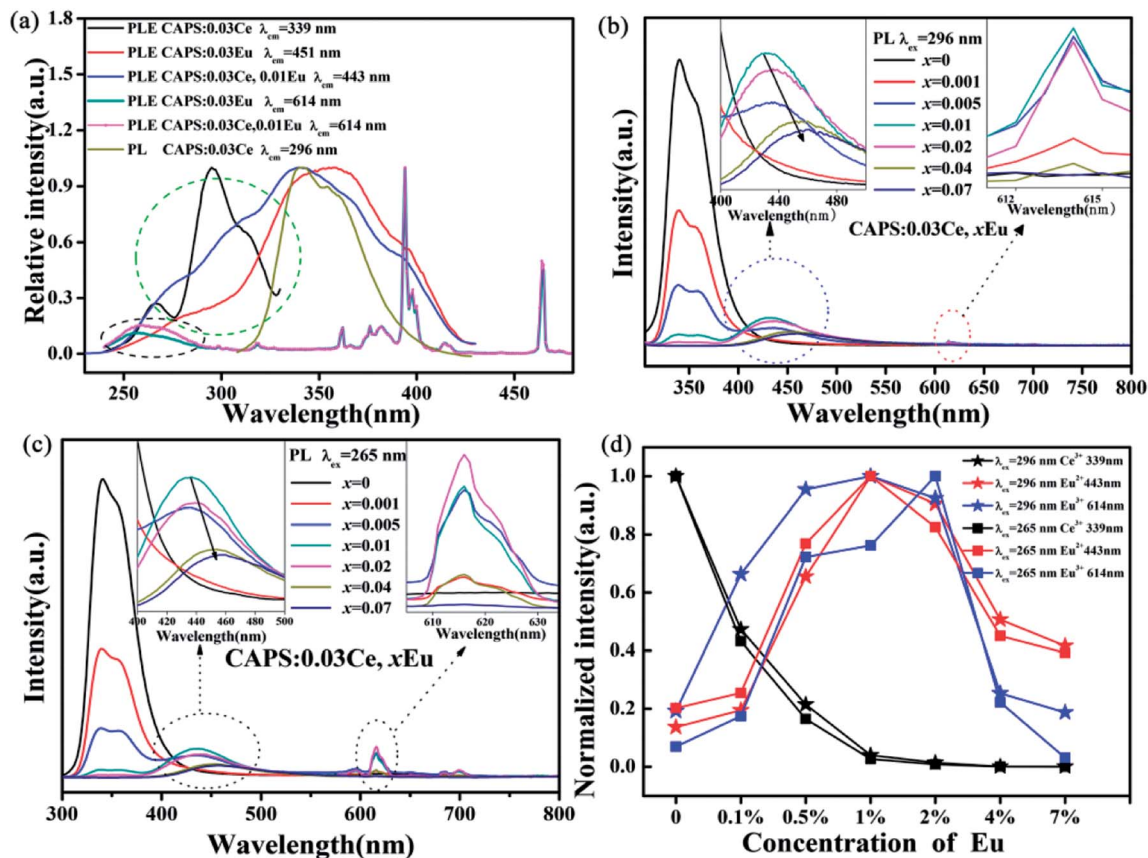 (a)
1.8
1.5
1.2
0.9
0.6
0.3
0.0
Relative intensity(a.u.)
PLE CAPS:0.03Ce λem=339 nm
PLE CAPS:0.03Eu λem=451 nm
PLE CAPS:0.03Ce, 0.01Eu λem=443 nm
PLE CAPS:0.03Eu λem=614 nm
PLE CAPS:0.03Ce,0.01Eu λem=614 nm
PL CAPS:0.03Ce λem=296 nm
250 300 350 400 450
Wavelength(nm)
(b)
Intensity(a.u.)
PL λex=296 nm
x=0
x=0.001
x=0.005
x=0.01
x=0.02
x=0.04
x=0.07
400 440 480
Wavelength(nm)
612 615
Wavelength(nm)
CAPS:0.03Ce, xEu
400 500 600 700 800
Wavelength(nm)
(c)
Intensity(a.u.)
PL λex=265 nm
x=0
x=0.001
x=0.005
x=0.01
x=0.02
x=0.04
x=0.07
400 420 440 460 480 500
Wavelength(nm)
610 620 630
Wavelength(nm)
CAPS:0.03Ce, xEu
300 400 500 600 700 800
Wavelength(nm)
(d)
1.0
0.8
0.6
0.4
0.2
0.0
Normalized intensity(a.u.)
λex=296 nm Ce3+ 339nm
λex=296 nm Eu2+ 443nm
λex=296 nm Eu3+ 614nm
λex=265 nm Ce3+ 339nm
λex=265 nm Eu2+ 443nm
λex=265 nm Eu3+ 614nm
0 0.1% 0.5% 1% 2% 4% 7%
Concentration of Eu